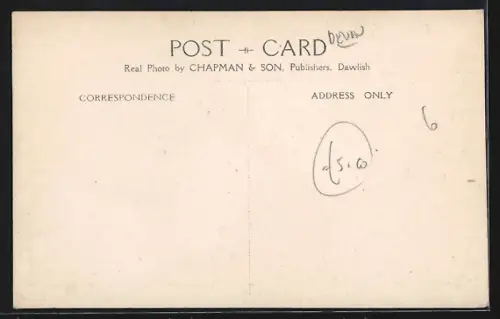 DEVON
POST CARD
Real Photo by CHAPMAN & SON, Publishers, Dawlish
CORRESPONDENCE ADDRESS ONLY
6
£5.00